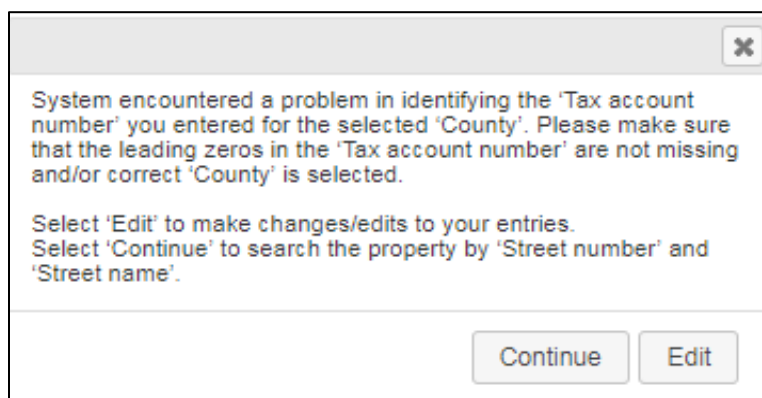 System encountered a problem in identifying the ‘Tax account
number’ you entered for the selected ‘County’. Please make sure
that the leading zeros in the ‘Tax account number’ are not missing
and/or correct ‘County’ is selected.
Select ‘Edit’ to make changes/edits to your entries.
Select ‘Continue’ to search the property by ‘Street number’ and
‘Street name’.
Continue Edit